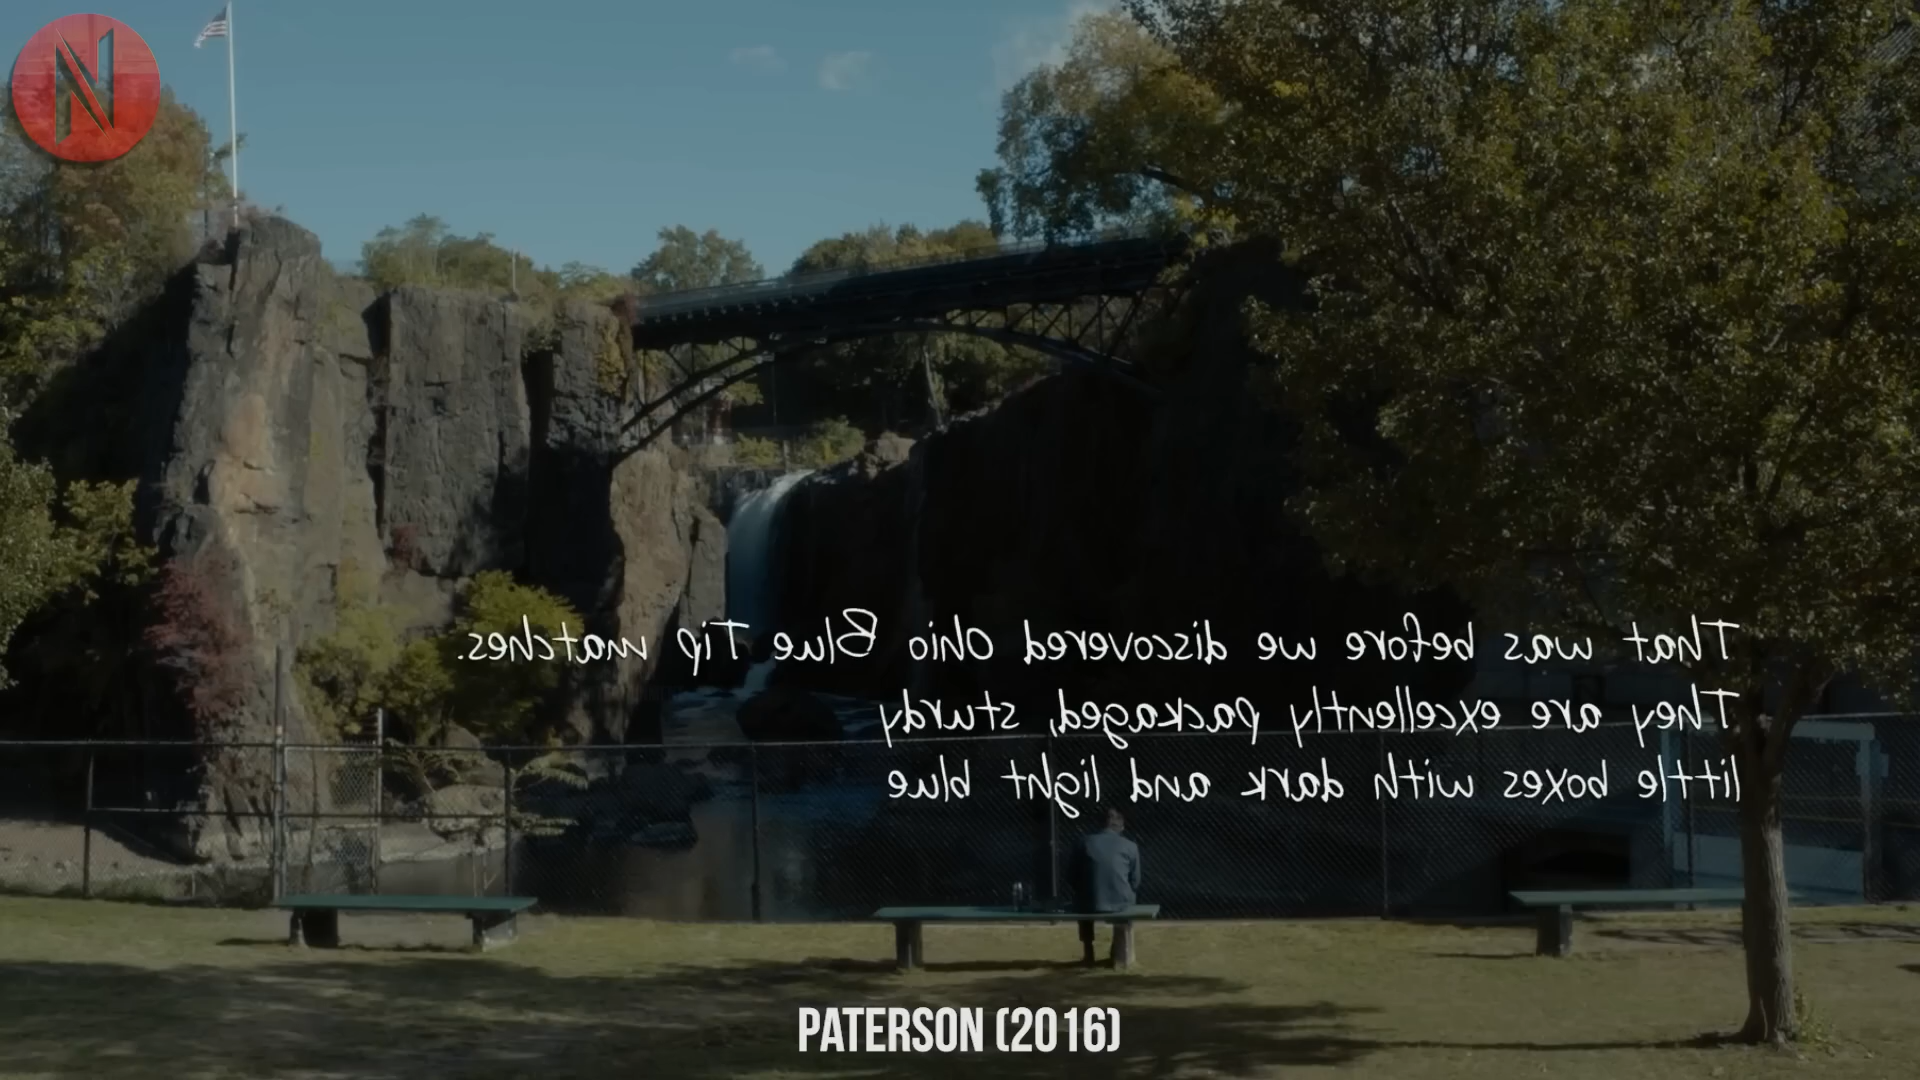 N
That was before we discovered Ohio Blue Tip matches.
They are excellently packaged, sturdy
little boxes with dark and light blue
PATERSON (2016)